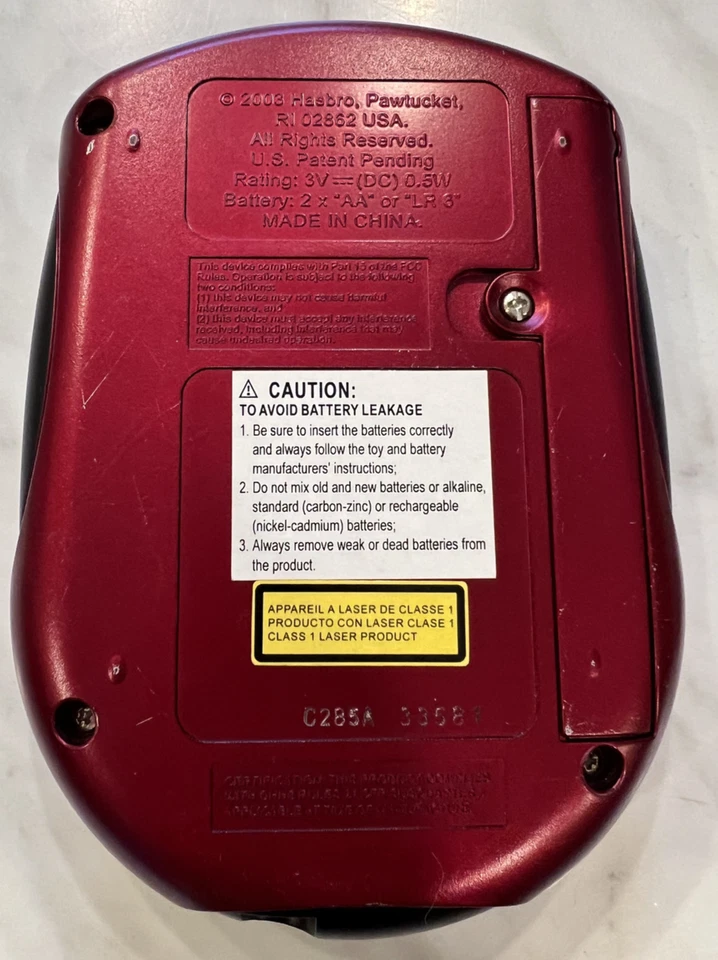 © 2003 Hasbro, Pawtucket,
RI 02862 USA.
All Rights Reserved.
U.S. Patent Pending
Rating: 3V ⎓ (DC) 0.5W
Battery: 2 x "AA" or "LR 6"
MADE IN CHINA.
This device complies with Part 15 of the FCC
Rules. Operation is subject to the following
two conditions:
(1) this device may not cause harmful
interference, and
(2) this device must accept any interference
received, including interference that may
cause undesired operation.
⚠ CAUTION:
TO AVOID BATTERY LEAKAGE
1. Be sure to insert the batteries correctly
and always follow the toy and battery
manufacturers' instructions;
2. Do not mix old and new batteries or alkaline,
standard (carbon-zinc) or rechargeable
(nickel-cadmium) batteries;
3. Always remove weak or dead batteries from
the product.
APPAREIL A LASER DE CLASSE 1
PRODUCTO CON LASER CLASE 1
CLASS 1 LASER PRODUCT
C285A 33581